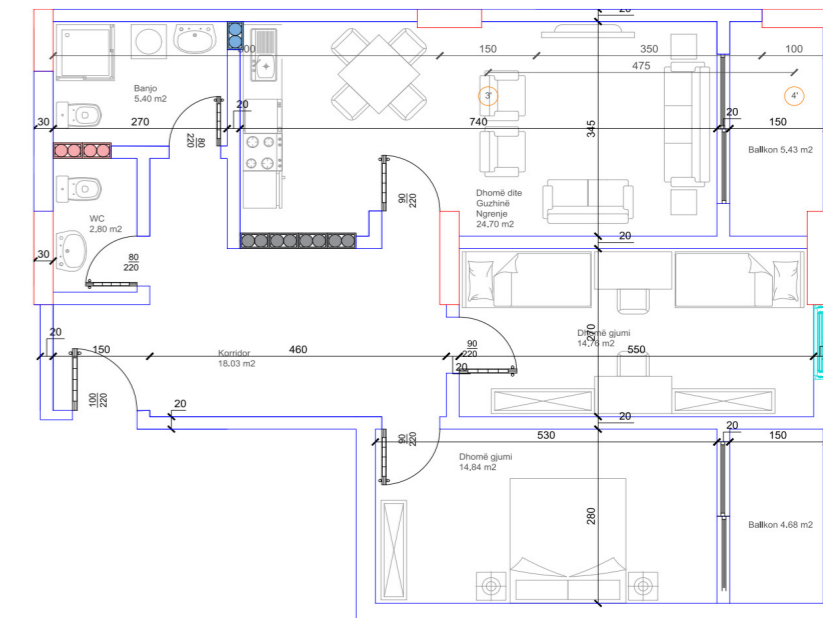 20
400
150
350
100
475
Banjo
5.40 m2
3'
4'
20
20
30
270
740
345
150
80
220
Ballkon 5,43 m2
90
220
Dhomë dite
Guzhinë
Ngrenje
24,70 m2
WC
2,80 m2
20
30
80
220
270
Dhomë gjumi
14,76 m2
20
90
220
150
460
550
Korridor
18,03 m2
20
100
220
20
20
20
90
220
530
150
Dhomë gjumi
14,84 m2
280
Ballkon 4.68 m2